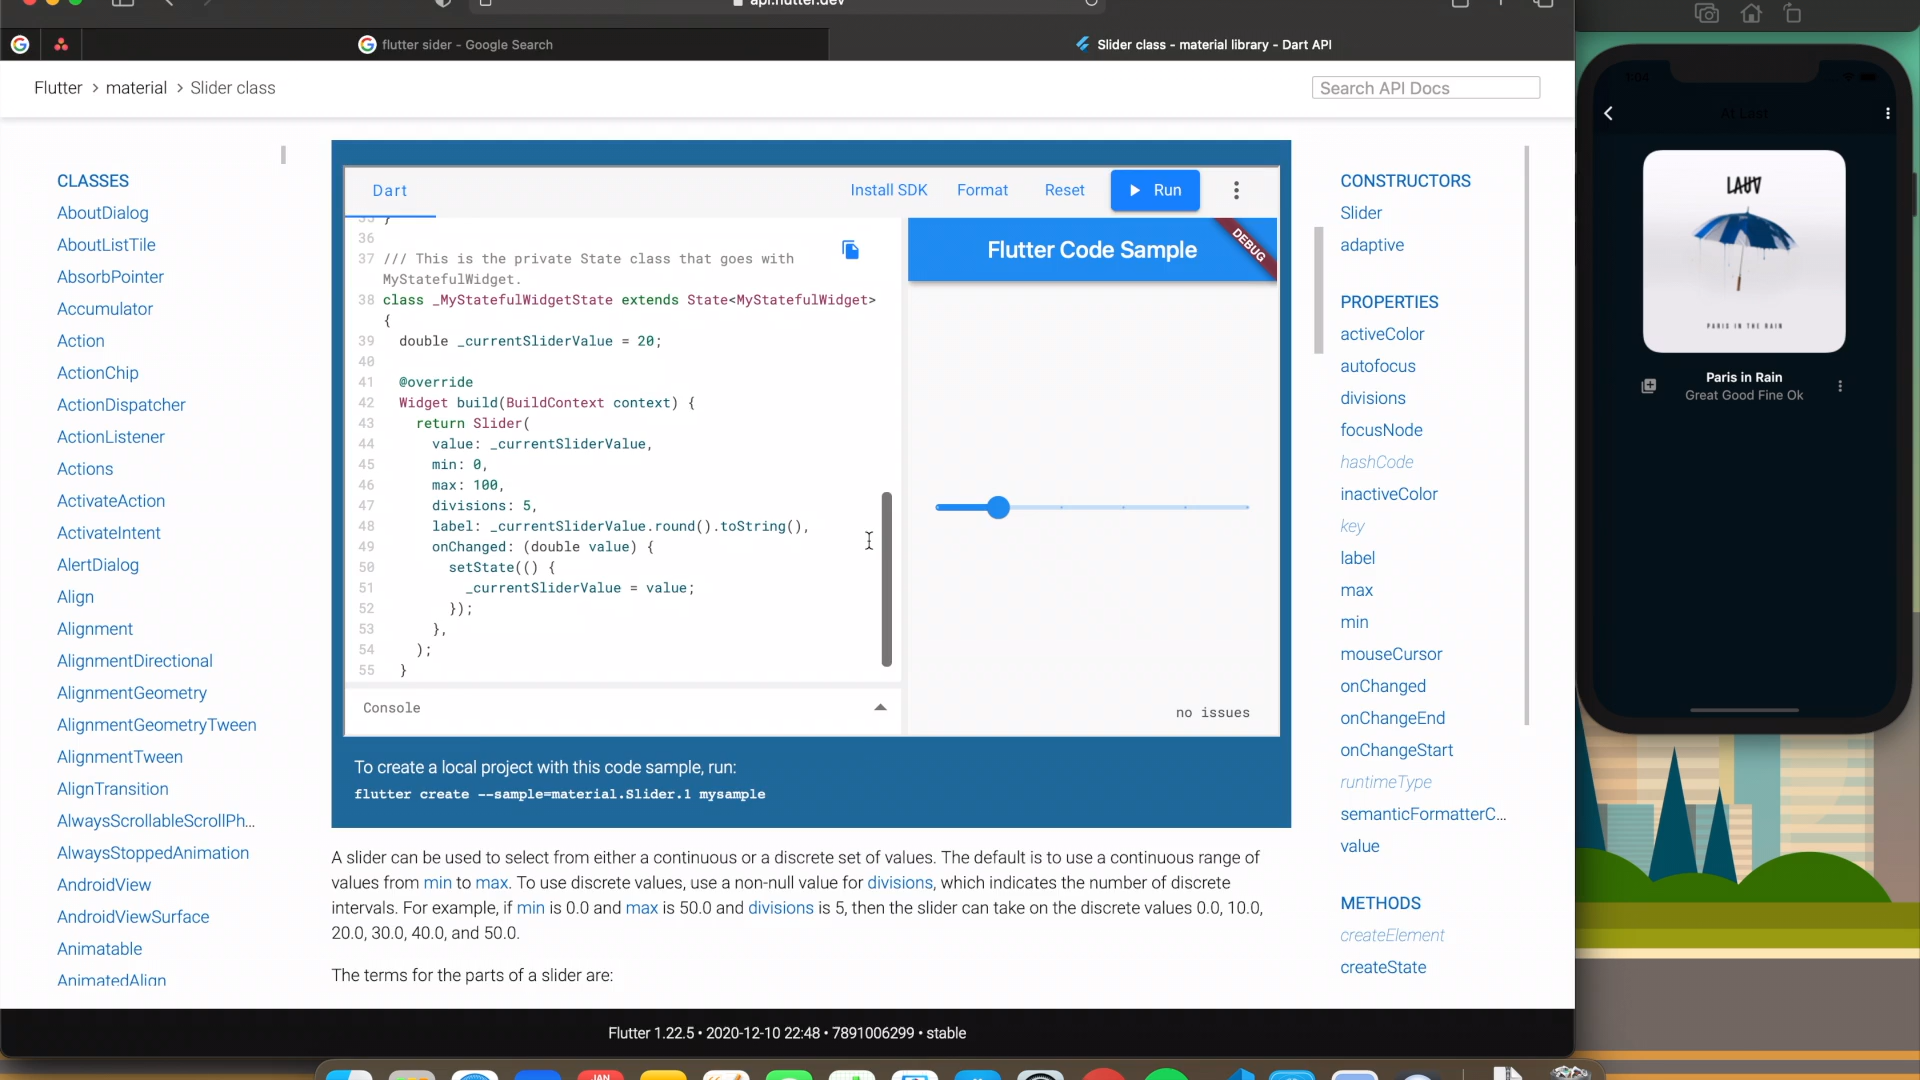 api.flutter.dev
flutter sider - Google Search
Slider class - material library - Dart API
Flutter > material > Slider class
Search API Docs
CLASSES
AboutDialog
AboutListTile
AbsorbPointer
Accumulator
Action
ActionChip
ActionDispatcher
ActionListener
Actions
ActivateAction
ActivateIntent
AlertDialog
Align
Alignment
AlignmentDirectional
AlignmentGeometry
AlignmentGeometryTween
AlignmentTween
AlignTransition
AlwaysScrollableScrollPh...
AlwaysStoppedAnimation
AndroidView
AndroidViewSurface
Animatable
AnimatedAlign
Dart
Install SDK Format Reset Run
35 }
36
37 /// This is the private State class that goes with
MyStatefulWidget.
38 class _MyStatefulWidgetState extends State<MyStatefulWidget>
{
39 double _currentSliderValue = 20;
40
41 @override
42 Widget build(BuildContext context) {
43 return Slider(
44 value: _currentSliderValue,
45 min: 0,
46 max: 100,
47 divisions: 5,
48 label: _currentSliderValue.round().toString(),
49 onChanged: (double value) {
50 setState(() {
51 _currentSliderValue = value;
52 });
53 },
54 );
55 }
Console
Flutter Code Sample
DEBUG
no issues
To create a local project with this code sample, run:
flutter create --sample=material.Slider.1 mysample
A slider can be used to select from either a continuous or a discrete set of values. The default is to use a continuous range of
values from min to max. To use discrete values, use a non-null value for divisions, which indicates the number of discrete
intervals. For example, if min is 0.0 and max is 50.0 and divisions is 5, then the slider can take on the discrete values 0.0, 10.0,
20.0, 30.0, 40.0, and 50.0.
The terms for the parts of a slider are:
CONSTRUCTORS
Slider
adaptive
PROPERTIES
activeColor
autofocus
divisions
focusNode
hashCode
inactiveColor
key
label
max
min
mouseCursor
onChanged
onChangeEnd
onChangeStart
runtimeType
semanticFormatterC...
value
METHODS
createElement
createState
Flutter 1.22.5 • 2020-12-10 22:48 • 7891006299 • stable
1:04
At Last
LAUV
PARIS IN THE RAIN
Paris in Rain
Great Good Fine Ok
JAN